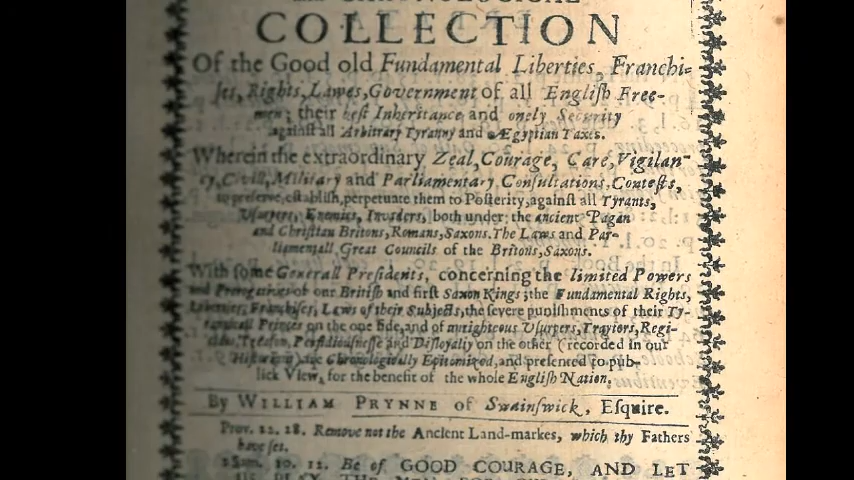 COLLECTION
Of the Good old Fundamental Liberties, Franchi-
ses, Rights, Lawes, Government of all English Free-
men; their best Inheritance and onely Security
against all Arbitrary Tyranny and Ægyptian Taxes.
Wherein the extraordinary Zeal, Courage, Care, Vigilan-
cy, Civill, Military and Parliamentary Consultations, Contests,
to preserve, establish, perpetuate them to Posterity, against all Tyrants,
Usurpers, Enemies, Invaders, both under the ancient Pagan
and Christian Britons, Romans, Saxons. The Laws and Par-
liamentall, Great Councils of the Britons, Saxons.
With some Generall Presidents, concerning the limited Powers
and Prerogatives of our British and first Saxon Kings; the Fundamental Rights,
Liberties, Franchises, Laws of their Subjects, the severe punishments of their Ty-
rannical Princes on the one side, and of unrighteous Usurpers, Traytors, Regi-
cides, Treason, Perfidiousnesse and Disloyalty on the other (recorded in our
Historians) are Chronologically Epitomized, and presented to pub-
lick View, for the benefit of the whole English Nation.
By WILLIAM PRYNNE of Swainswick, Esquire.
Prov. 22. 28. Remove not the Ancient Land-markes, which thy Fathers
have set.
2 Sam. 10. 12. Be of GOOD COURAGE, AND LET